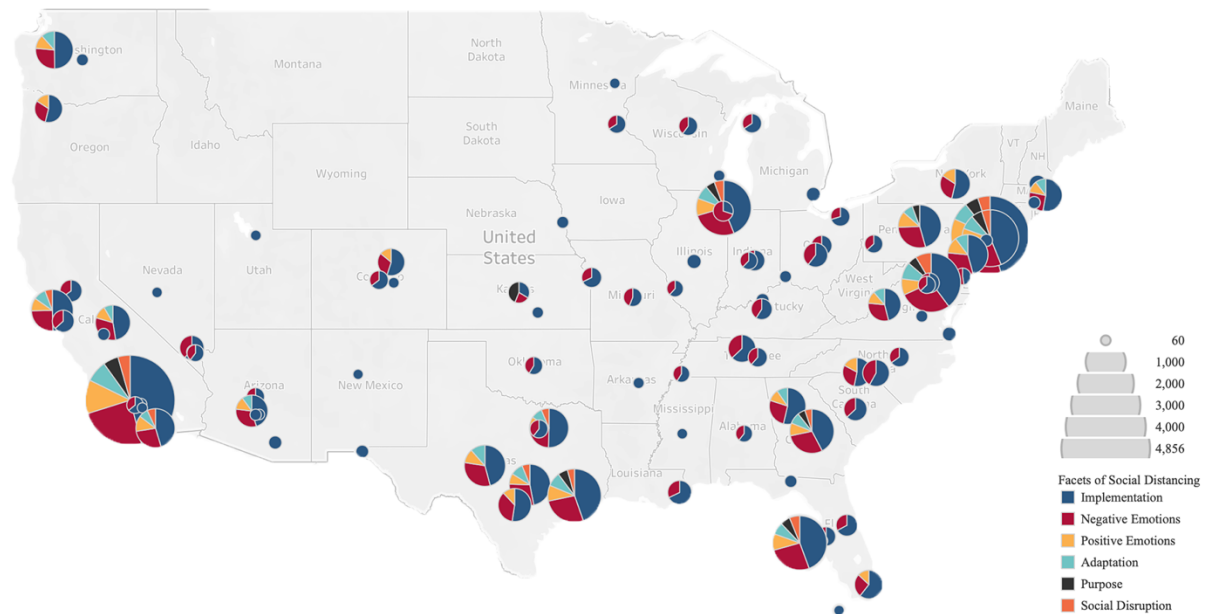 Washington
Montana
North
Dakota
Minnesota
Maine
Oregon
Idaho
South
Dakota
Wisconsin
VT
NH
Wyoming
Michigan
New York
MA
Nebraska
Iowa
United
States
Nevada
Utah
Illinois
Indiana
West
Virginia
Missouri
Kentucky
Oklahoma
Arizona
New Mexico
Arkansas
North
South
Carolina
Mississippi
Alabama
Louisiana
60
1,000
2,000
3,000
4,000
4,856
Facets of Social Distancing
Implementation
Negative Emotions
Positive Emotions
Adaptation
Purpose
Social Disruption